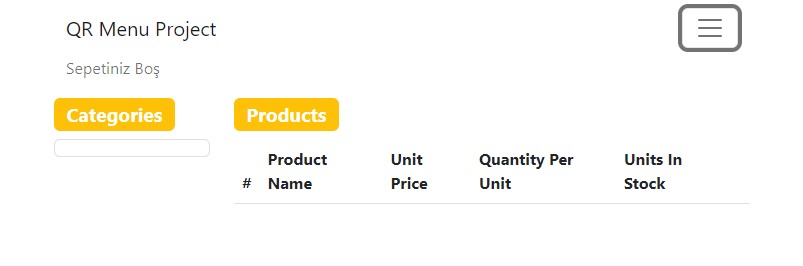 QR Menu Project
Sepetiniz Boş
Categories
Products
# Product Name Unit Price Quantity Per Unit Units In Stock